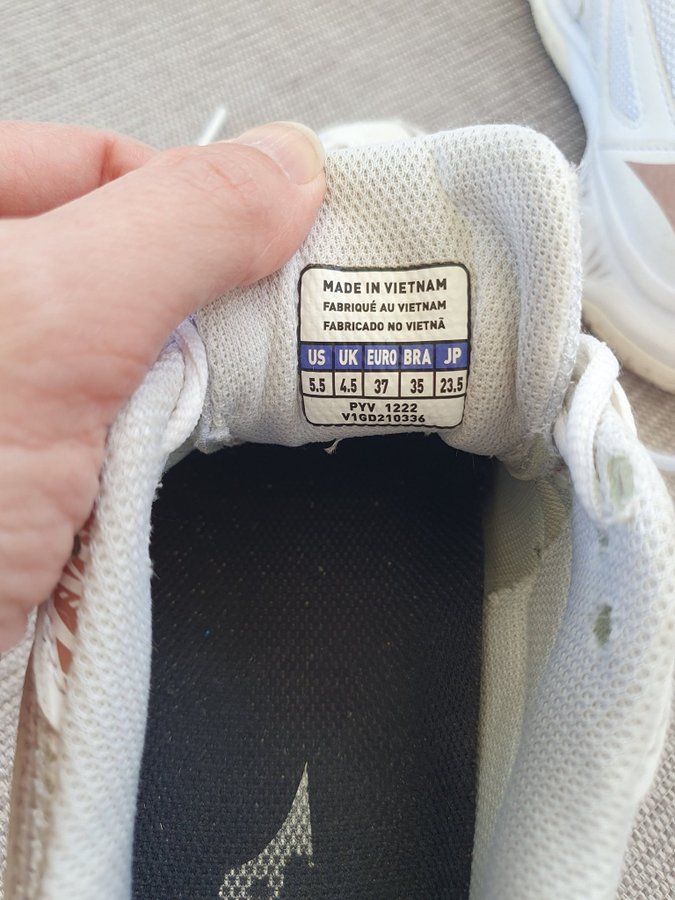 MADE IN VIETNAM
FABRIQUÉ AU VIETNAM
FABRICADO NO VIETNÃ
US UK EURO BRA JP
5.5 4.5 37 35 23.5
PYV 1222
V1GD210336